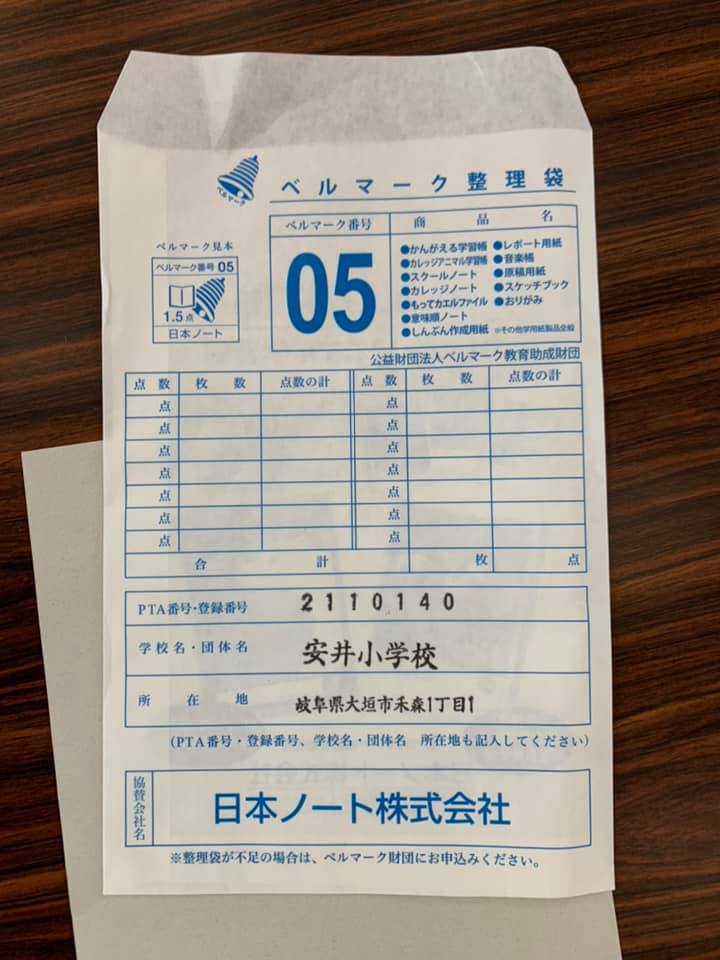 ベルマーク
ベルマーク整理袋
ベルマーク見本
ベルマーク番号 05
1.5点
日本ノート
ベルマーク番号
05
商品名
●かんがえる学習帳
●カレッジアニマル学習帳
●スクールノート
●カレッジノート
●もってカエルファイル
●意味順ノート
●しんぶん作成用紙
●レポート用紙
●音楽帳
●原稿用紙
●スケッチブック
●おりがみ
※その他学用紙製品全般
公益財団法人ベルマーク教育助成財団
点数 枚数 点数の計 点数 枚数 点数の計
点 点
点 点
点 点
点 点
点 点
点 点
点 点
合計 枚 点
PTA番号・登録番号 2110140
学校名・団体名 安井小学校
所在地 岐阜県大垣市禾森1丁目1
(PTA番号・登録番号、学校名・団体名 所在地も記入してください)
協賛会社名 日本ノート株式会社
※整理袋が不足の場合は、ベルマーク財団にお申込みください。